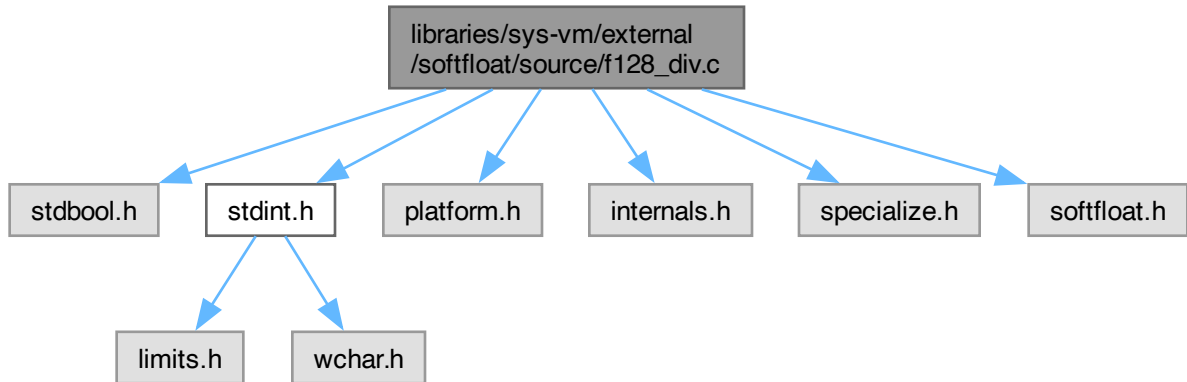 libraries/sys-vm/external
/softfloat/source/f128_div.c
stdbool.h
stdint.h
platform.h
internals.h
specialize.h
softfloat.h
limits.h
wchar.h